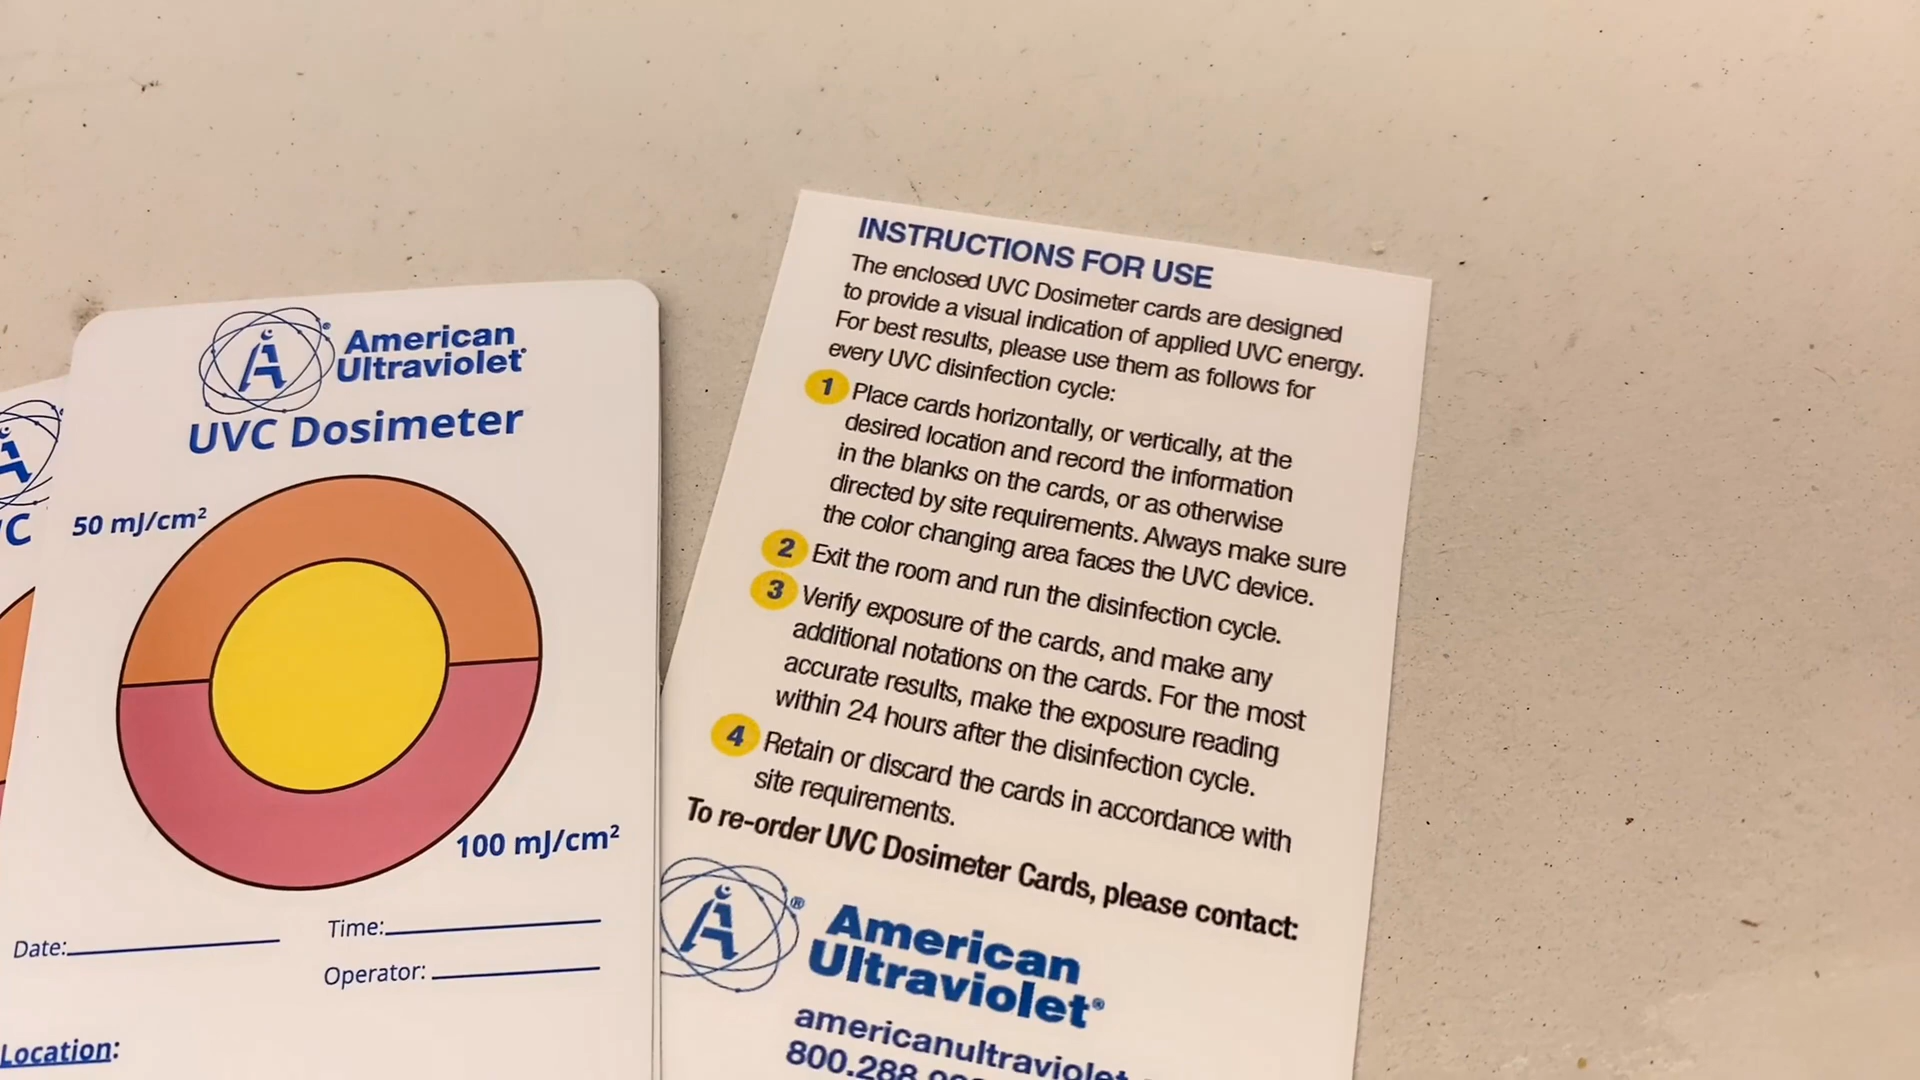 American
Ultraviolet
UVC Dosimeter
50 mJ/cm²
100 mJ/cm²
Date:
Time:
Operator:
Location:
INSTRUCTIONS FOR USE
The enclosed UVC Dosimeter cards are designed
to provide a visual indication of applied UVC energy.
For best results, please use them as follows for
every UVC disinfection cycle:
1 Place cards horizontally, or vertically, at the
desired location and record the information
in the blanks on the cards, or as otherwise
directed by site requirements. Always make sure
the color changing area faces the UVC device.
2 Exit the room and run the disinfection cycle.
3 Verify exposure of the cards, and make any
additional notations on the cards. For the most
accurate results, make the exposure reading
within 24 hours after the disinfection cycle.
4 Retain or discard the cards in accordance with
site requirements.
To re-order UVC Dosimeter Cards, please contact:
American
Ultraviolet®
americanultraviolet
800.288